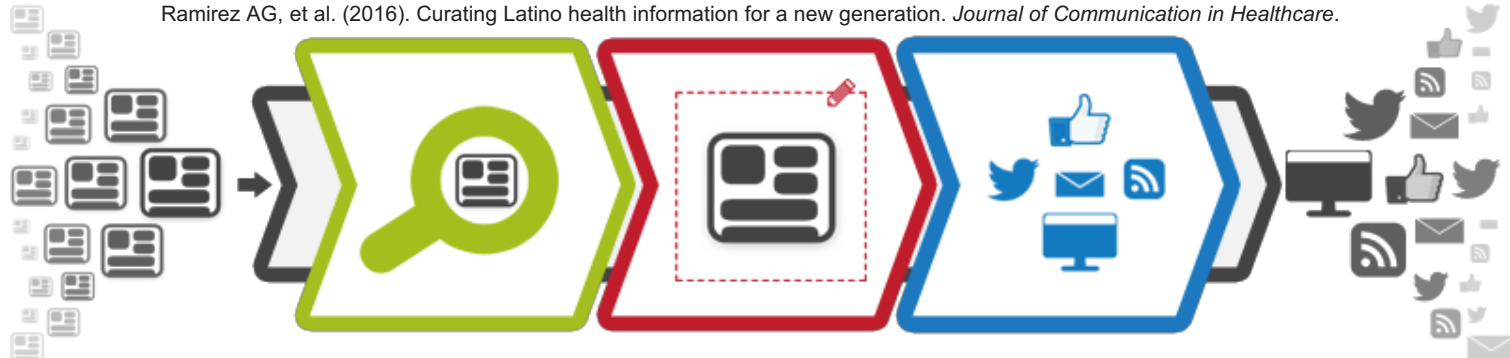 Ramirez AG, et al. (2016). Curating Latino health information for a new generation. Journal of Communication in Healthcare.